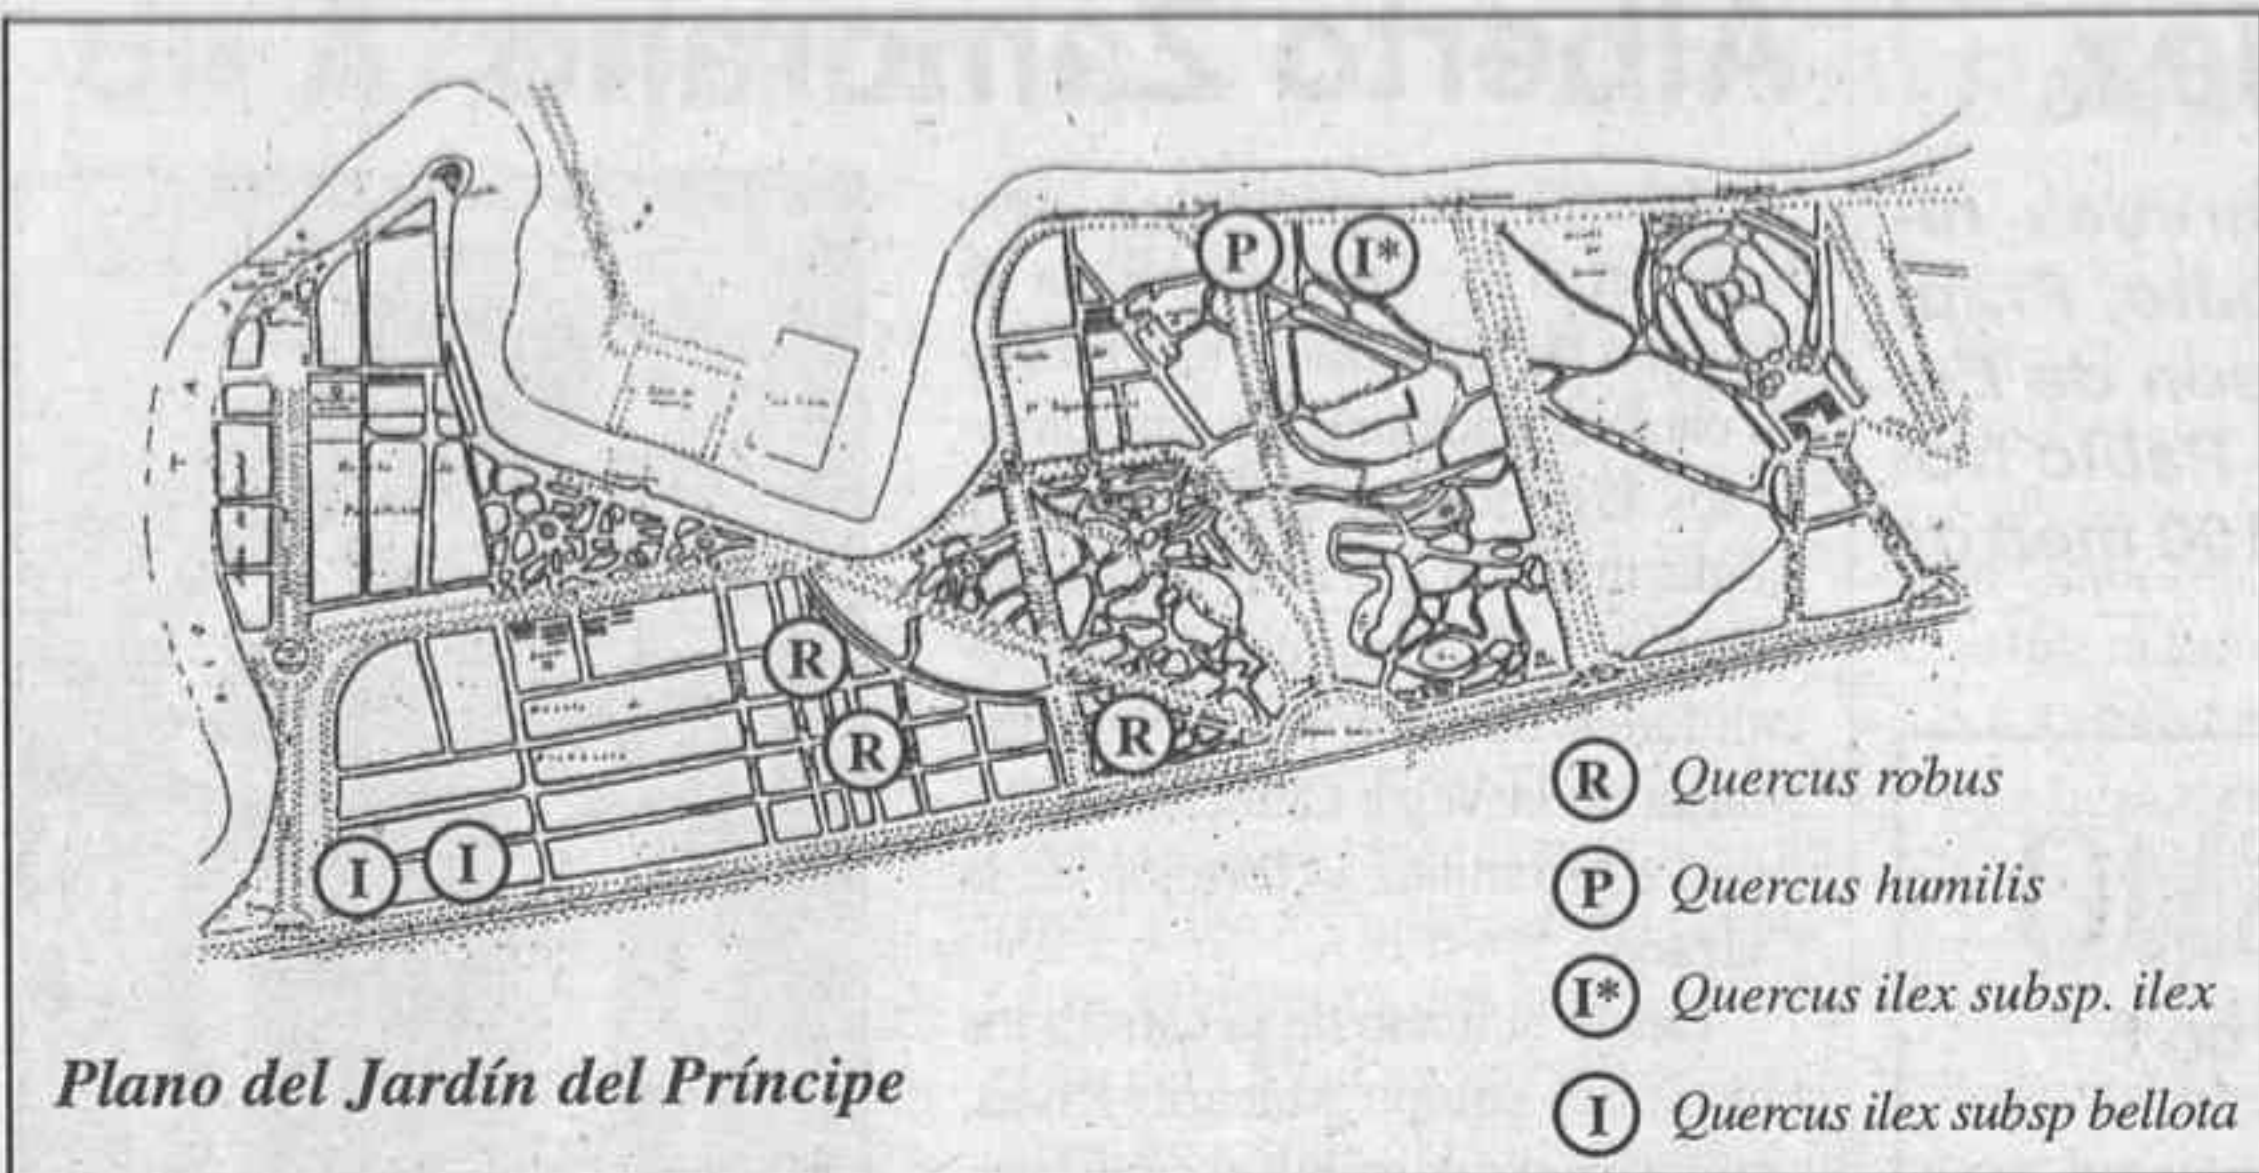 T A
P
I*
R
R
R
I
I
R Quercus robus
P Quercus humilis
I* Quercus ilex subsp. ilex
I Quercus ilex subsp bellota
Plano del Jardín del Príncipe